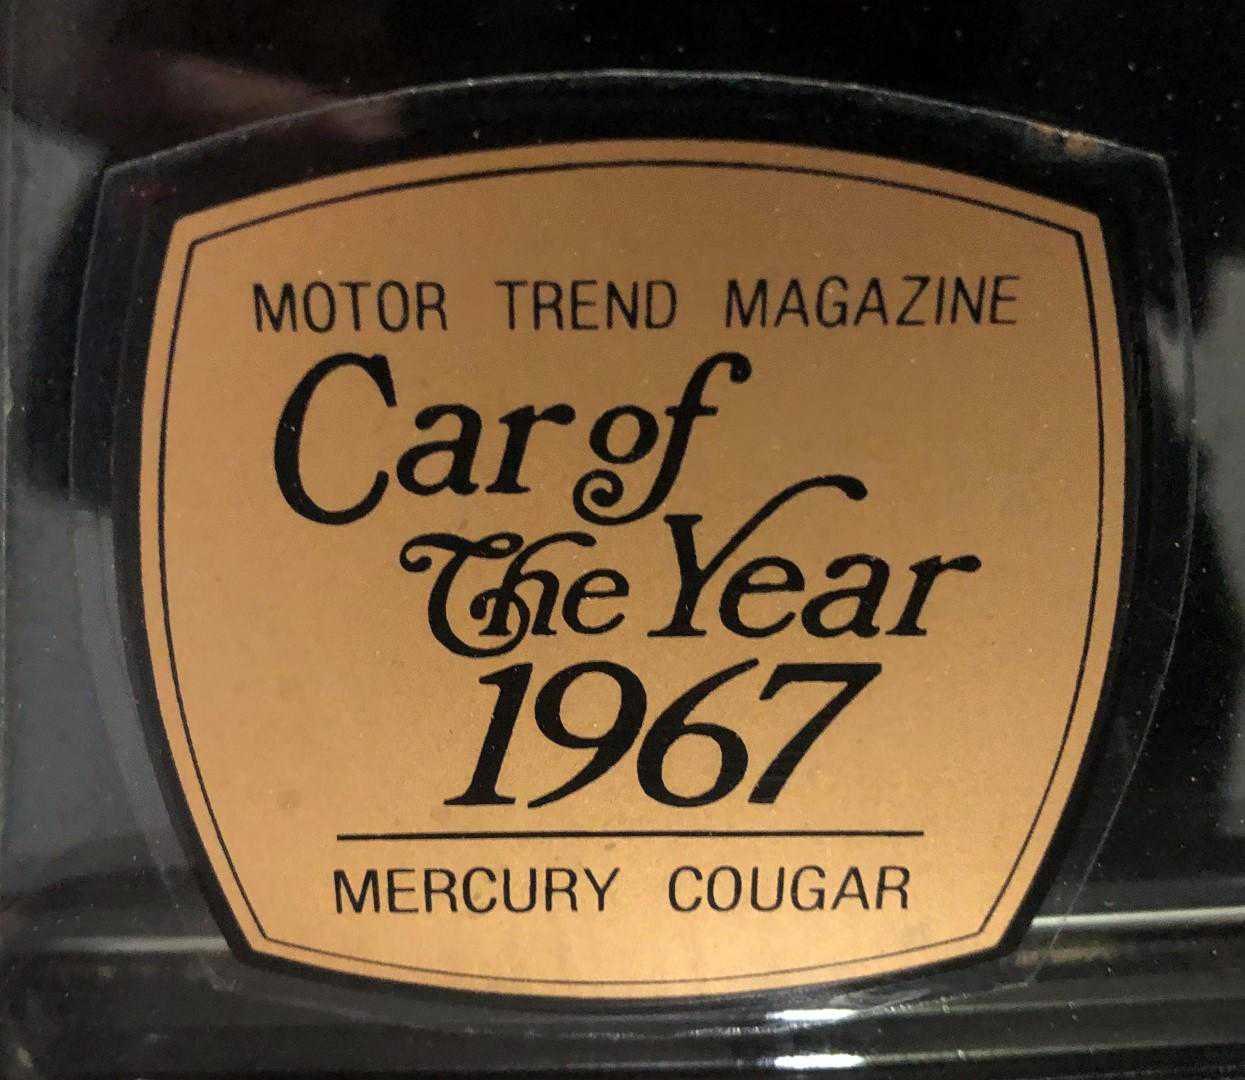 MOTOR TREND MAGAZINE
Car of
The Year
1967
MERCURY COUGAR